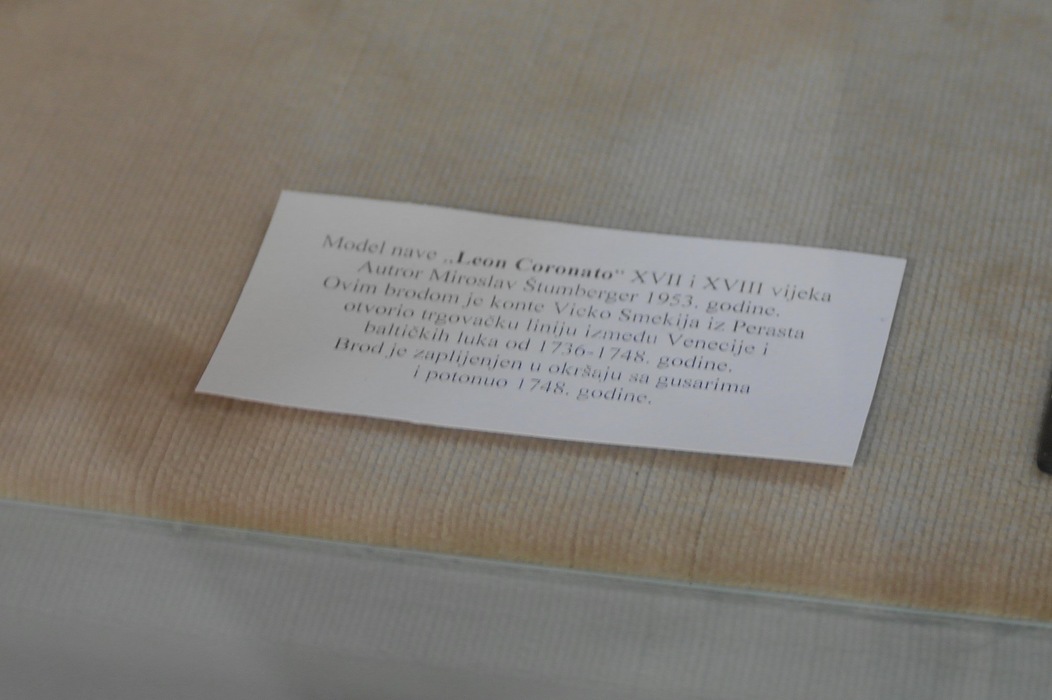 Model nave „Leon Coronato“ XVII i XVIII vijeka
Autror Miroslav Štumberger 1953. godine.
Ovim brodom je konte Vicko Smekija iz Perasta
otvorio trgovačku liniju između Venecije i
baltičkih luka od 1736-1748. godine.
Brod je zaplijenjen u okršaju sa gusarima
i potonuo 1748. godine.